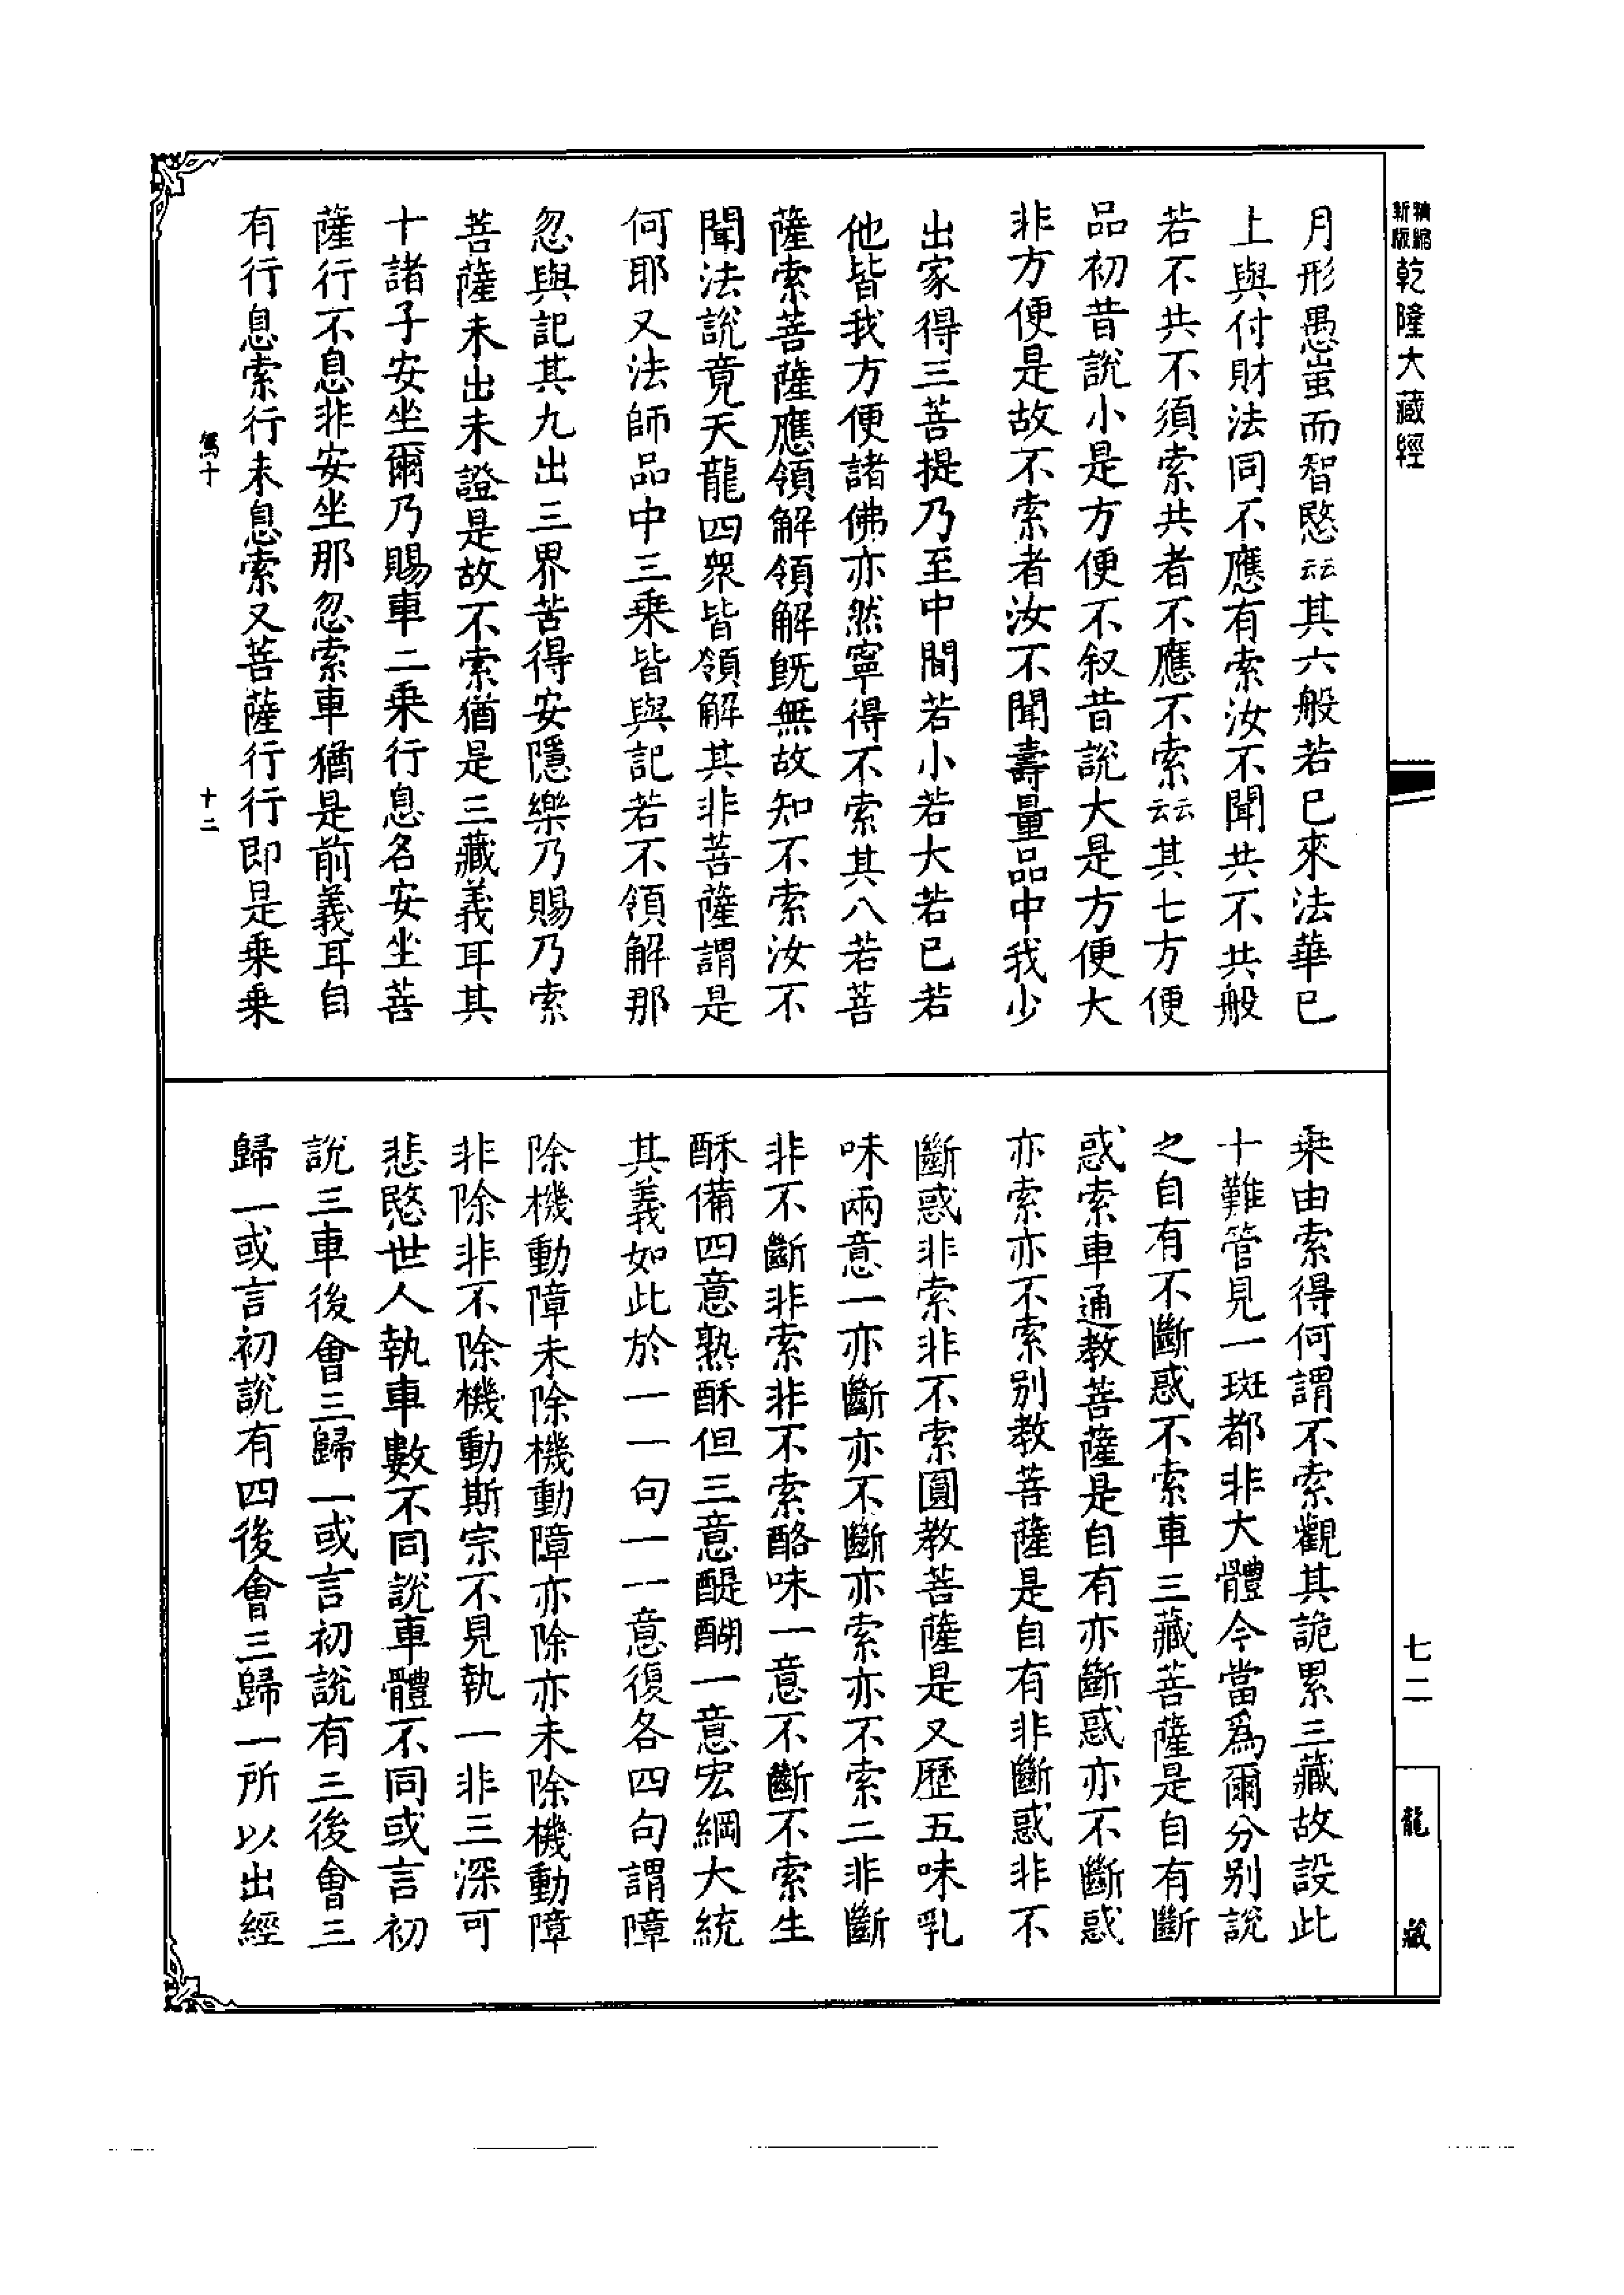 精縮
新版
乾隆大藏經
月形愚蚩而智愍云云其六般若已來法華已
上與付財法同不應有索汝不聞共不共般
若不共不須索共者不應不索云云其七方便
品初昔說小是方便不叙昔說大是方便大
非方便是故不索者汝不聞壽量品中我少
出家得三菩提乃至中間若小若大若已若
他皆我方便諸佛亦然寧得不索其八若菩
薩索菩薩應領解領解旣無故知不索汝不
聞法說竟天龍四衆皆領解其非菩薩謂是
何耶又法師品中三乘皆與記若不領解那
忽與記其九出三界苦得安隱樂乃賜乃索
菩薩未出未證是故不索猶是三藏義耳其
十諸子安坐爾乃賜車二乘行息名安坐菩
薩行不息非安坐那忽索車猶是前義耳自
有行息索行未息索又菩薩行行即是乘乘
十二
乘由索得何謂不索觀其詭累三藏故設此
十難管見一斑都非大體今當爲爾分別說
之自有不斷惑不索車三藏菩薩是自有斷
惑索車通教菩薩是自有亦斷惑亦不斷惑
亦索亦不索別教菩薩是自有非斷惑非不
斷惑非索非不索圓教菩薩是又歷五味乳
味兩意一亦斷亦不斷亦索亦不索二非斷
非不斷非索非不索酪味一意不斷不索生
酥備四意熟酥但三意醍醐一意宏綱大統
其義如此於一一句一一意復各四句謂障
除機動障未除機動障亦除亦未除機動障
非除非不除機動斯宗不見執一非三深可
悲愍世人執車數不同說車體不同或言初
說三車後會三歸一或言初說有三後會三
歸一或言初說有四後會三歸一所以出經
七二
龍藏